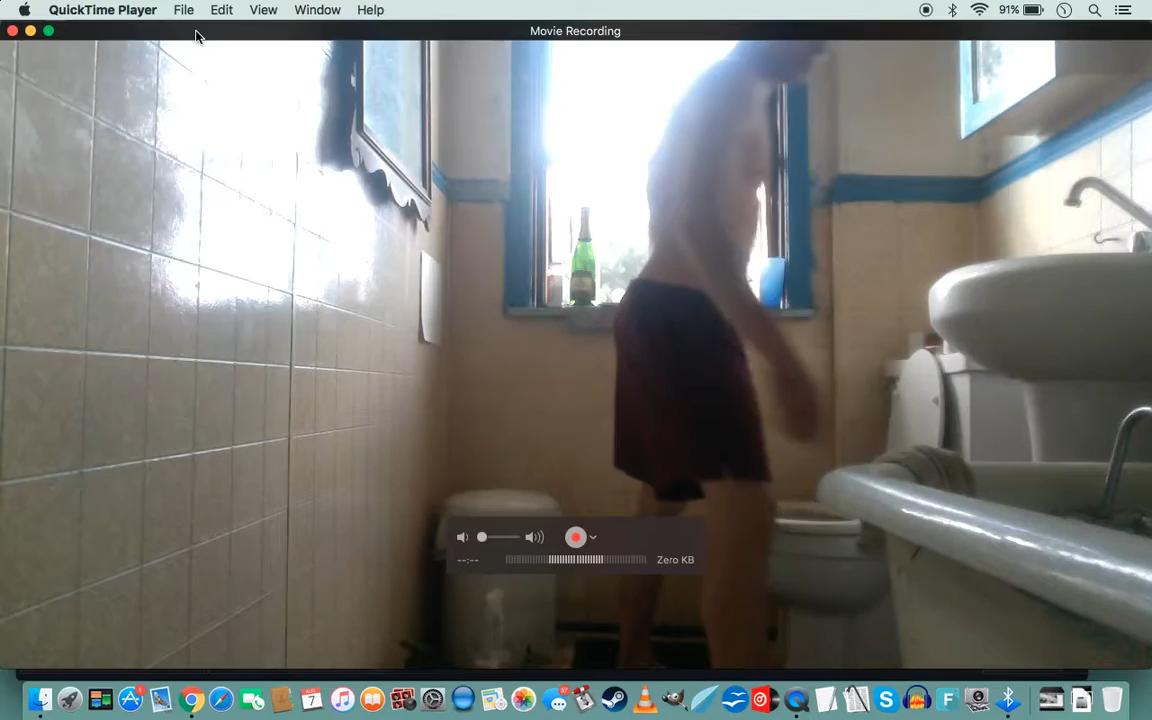 QuickTime Player File Edit View Window Help 91%
Movie Recording
--:-- Zero KB